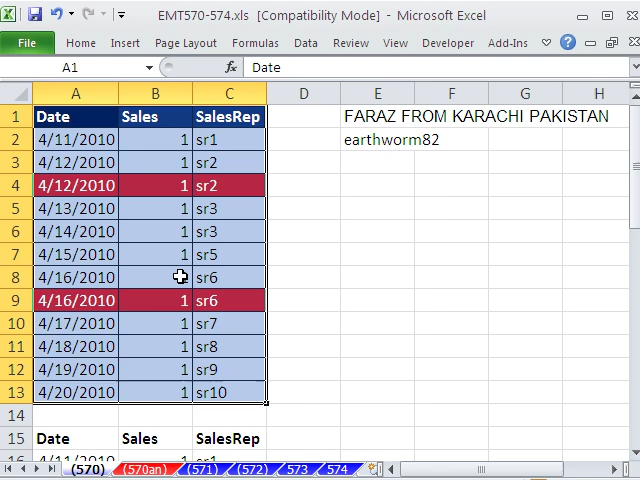 EMT570-574.xls [Compatibility Mode] - Microsoft Excel
File Home Insert Page Layout Formulas Data Review View Developer Add-Ins
A1 fx Date
A B C D E F G H
1 Date Sales SalesRep FARAZ FROM KARACHI PAKISTAN
2 4/11/2010 1 sr1 earthworm82
3 4/12/2010 1 sr2
4 4/12/2010 1 sr2
5 4/13/2010 1 sr3
6 4/14/2010 1 sr3
7 4/15/2010 1 sr5
8 4/16/2010 1 sr6
9 4/16/2010 1 sr6
10 4/17/2010 1 sr7
11 4/18/2010 1 sr8
12 4/19/2010 1 sr9
13 4/20/2010 1 sr10
14
15 Date Sales SalesRep
16 4/11/2010 1 sr1
(570) (570an) (571) (572) 573 574